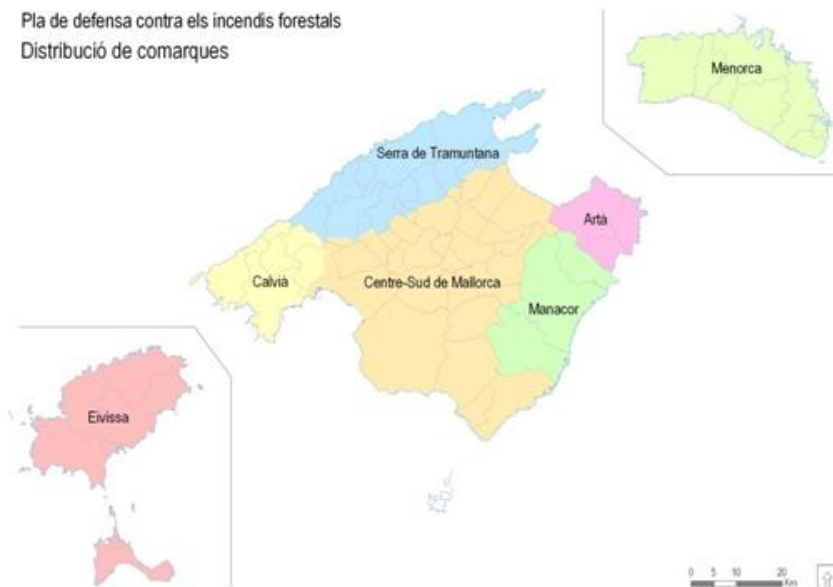 Pla de defensa contra els incendis forestals
Distribució de comarques
Menorca
Serra de Tramuntana
Artà
Calvià
Centre-Sud de Mallorca
Manacor
Eivissa
0 5 10 20
Km